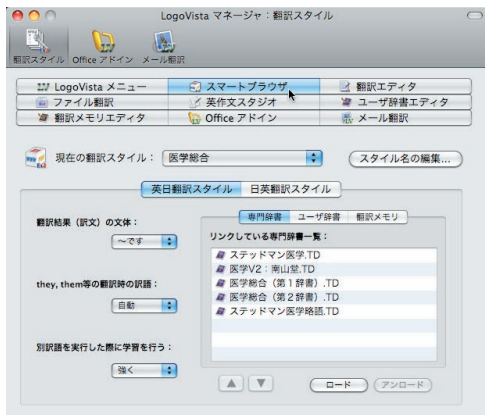 LogoVista マネージャ：翻訳スタイル
翻訳スタイル Office アドイン メール翻訳
LogoVista メニュー スマートブラウザ 翻訳エディタ
ファイル翻訳 英作文スタジオ ユーザ辞書エディタ
翻訳メモリエディタ Office アドイン メール翻訳
現在の翻訳スタイル： 医学総合 スタイル名の編集...
英日翻訳スタイル 日英翻訳スタイル
翻訳結果（訳文）の文体：
〜です
they, them等の翻訳時の訳語：
自動
別訳語を実行した際に学習を行う：
強く
専門辞書 ユーザ辞書 翻訳メモリ
リンクしている専門辞書一覧：
ステッドマン医学.TD
医学V2：南山堂.TD
医学総合（第１辞書）.TD
医学総合（第２辞書）.TD
ステッドマン医学略語.TD
ロード アンロード